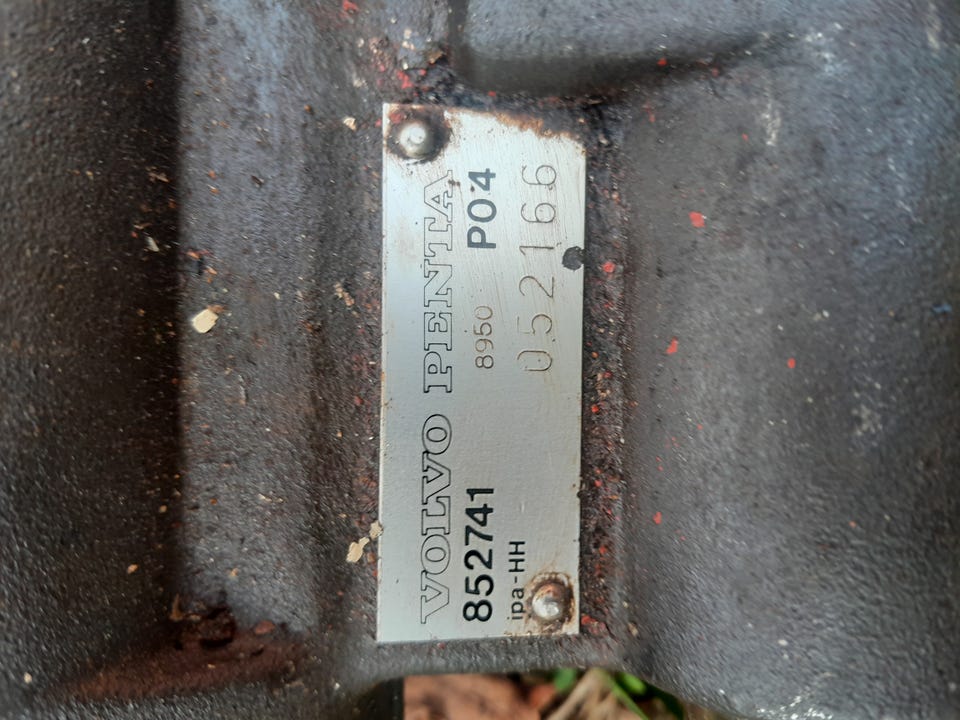 VOLVO PENTA
852741 8950 P04
ipa-HH 052166